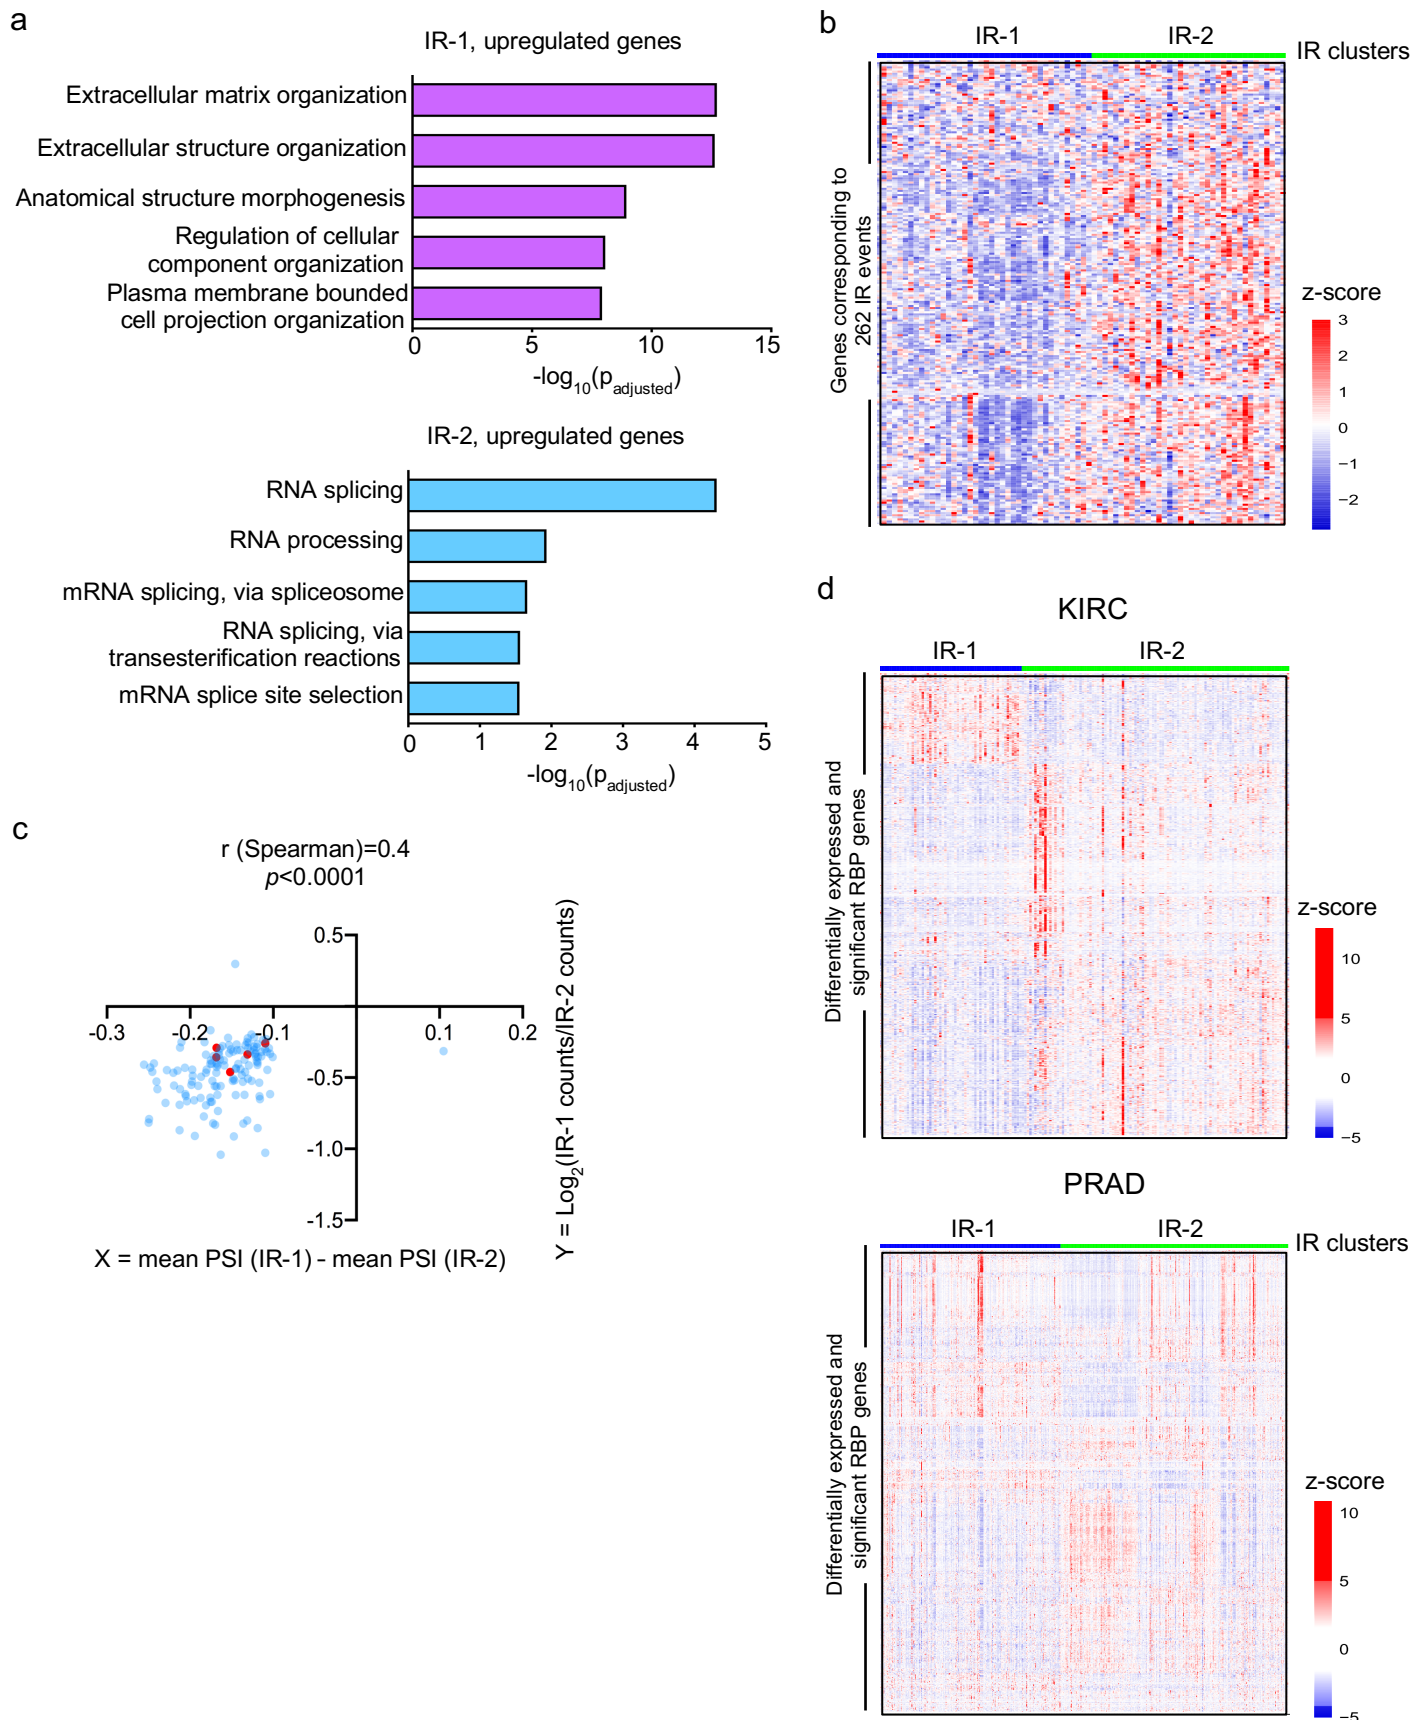 a
IR-1, upregulated genes
Extracellular matrix organization
Extracellular structure organization
Anatomical structure morphogenesis
Regulation of cellular
component organization
Plasma membrane bounded
cell projection organization
0 5 10 15
-log10(padjusted)
IR-2, upregulated genes
RNA splicing
RNA processing
mRNA splicing, via spliceosome
RNA splicing, via
transesterification reactions
mRNA splice site selection
0 1 2 3 4 5
-log10(padjusted)
b
IR-1 IR-2 IR clusters
Genes corresponding to
262 IR events
z-score
3
2
1
0
−1
−2
c
r (Spearman)=0.4
p<0.0001
0.5
-0.3 -0.2 -0.1 0.1 0.2
-0.5
-1.0
-1.5
Y = Log2(IR-1 counts/IR-2 counts)
X = mean PSI (IR-1) - mean PSI (IR-2)
d
KIRC
IR-1 IR-2
Differentially expressed and
significant RBP genes
z-score
10
5
0
−5
PRAD
IR-1 IR-2 IR clusters
Differentially expressed and
significant RBP genes
z-score
10
5
0
−5